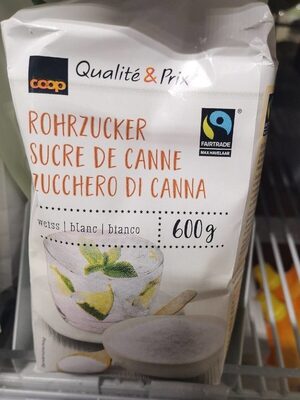 coop
Qualité & Prix
FAIRTRADE
MAX HAVELAAR
ROHRZUCKER
SUCRE DE CANNE
ZUCCHERO DI CANNA
weiss | blanc | bianco
600g